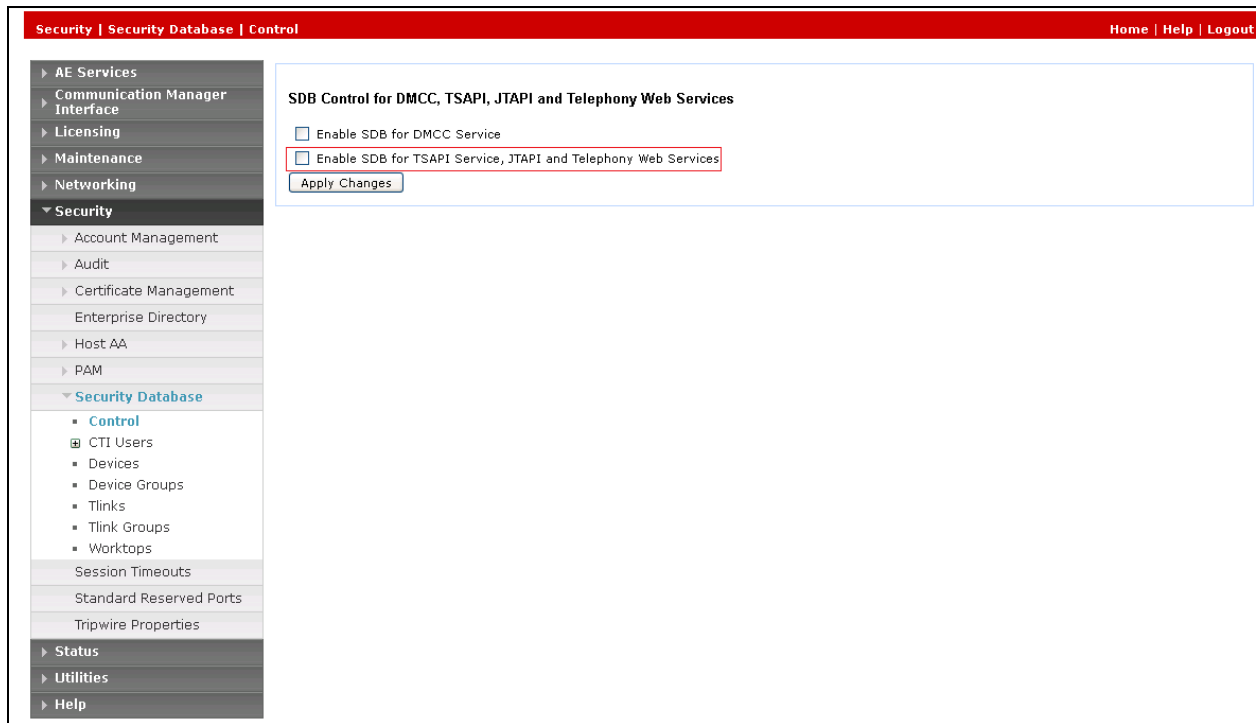 Security | Security Database | Control
Home | Help | Logout
AE Services
Communication Manager
Interface
Licensing
Maintenance
Networking
Security
Account Management
Audit
Certificate Management
Enterprise Directory
Host AA
PAM
Security Database
Control
CTI Users
Devices
Device Groups
Tlinks
Tlink Groups
Worktops
Session Timeouts
Standard Reserved Ports
Tripwire Properties
Status
Utilities
Help
SDB Control for DMCC, TSAPI, JTAPI and Telephony Web Services
Enable SDB for DMCC Service
Enable SDB for TSAPI Service, JTAPI and Telephony Web Services
Apply Changes